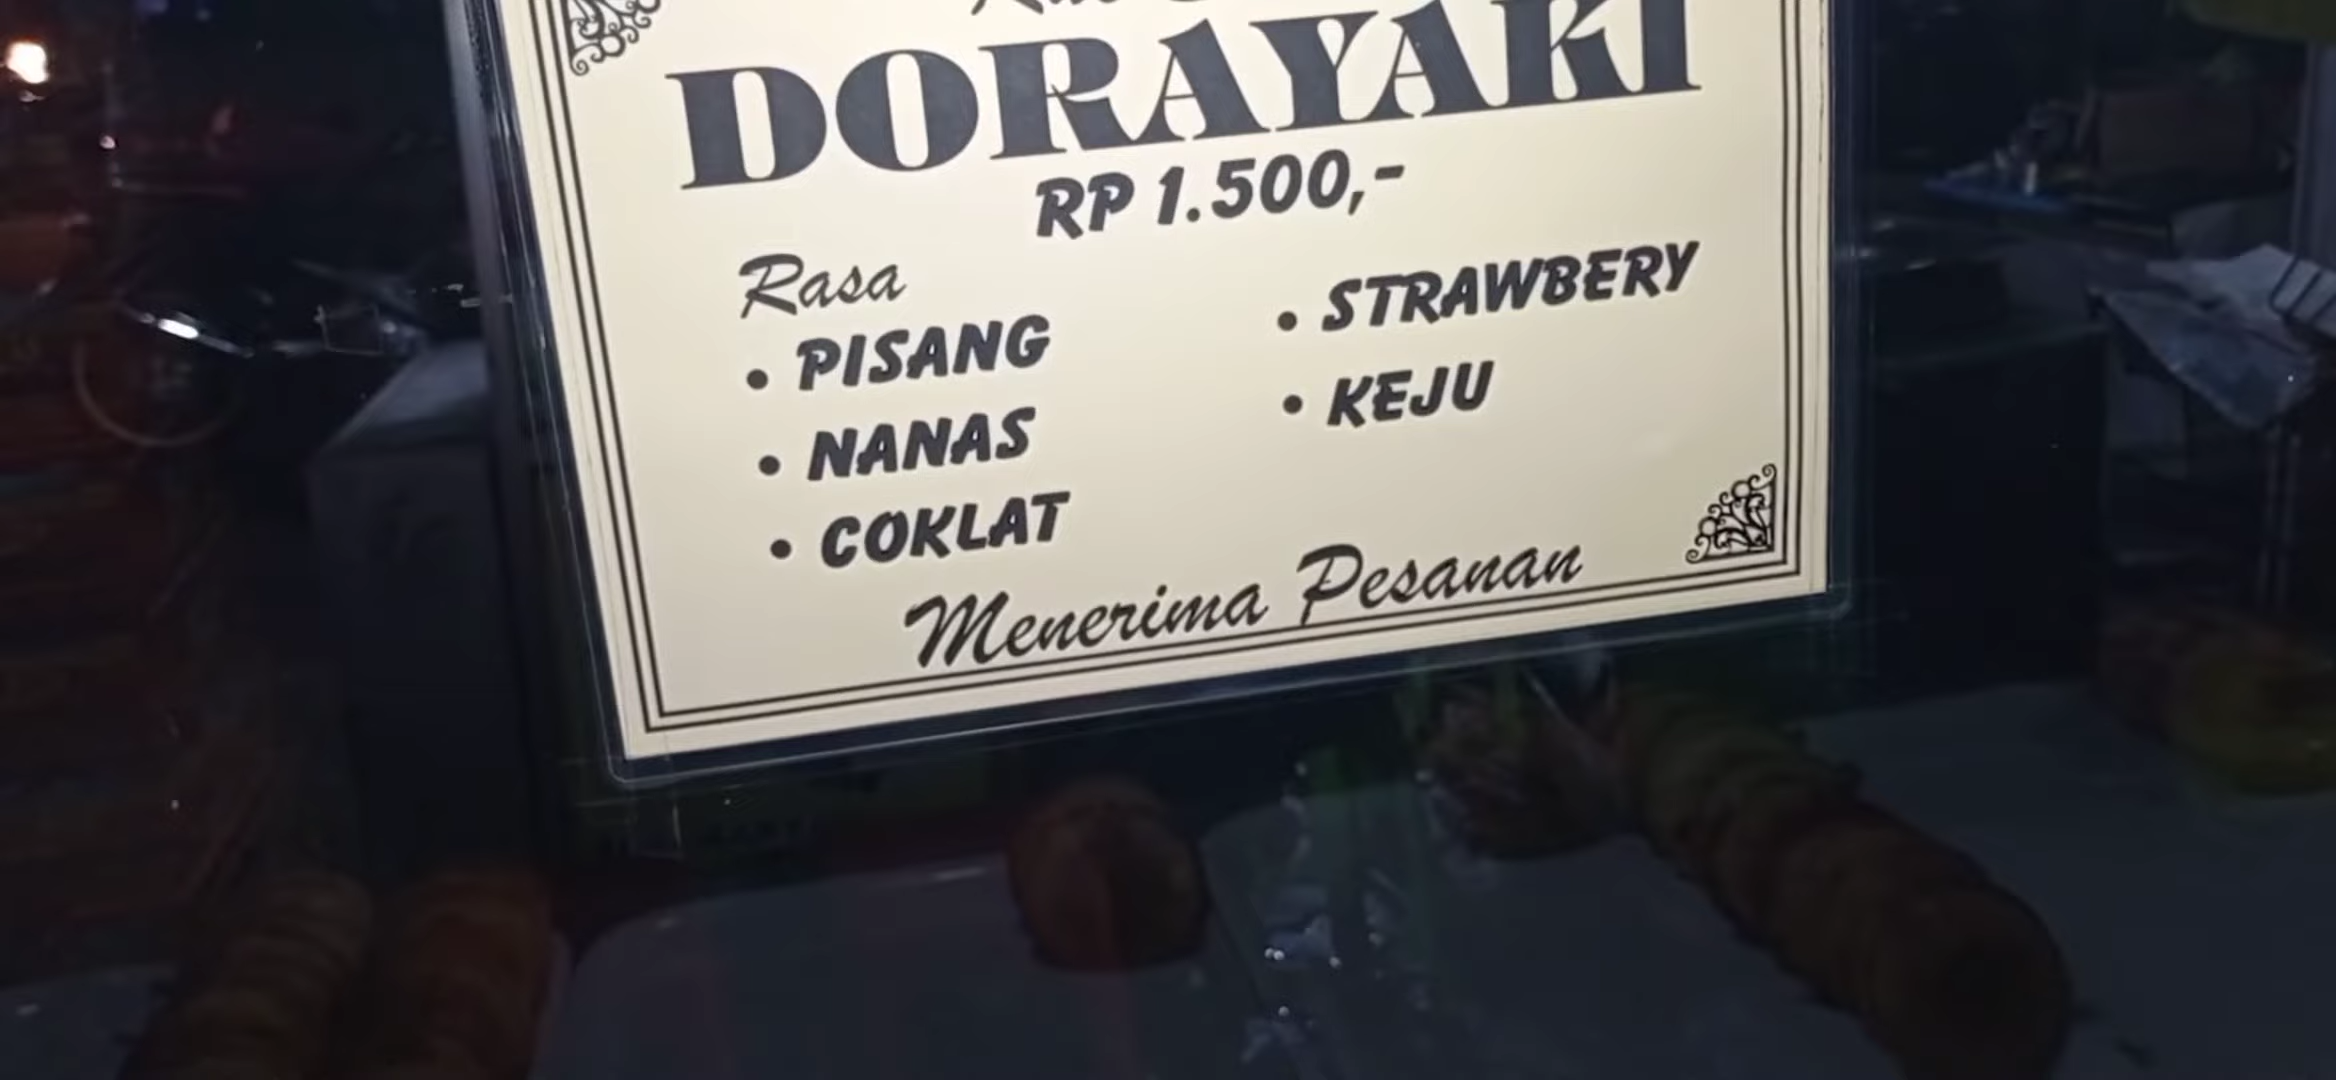 DORAYAKI
RP 1.500,-
Rasa
• PISANG
• NANAS
• COKLAT
• STRAWBERY
• KEJU
Menerima Pesanan